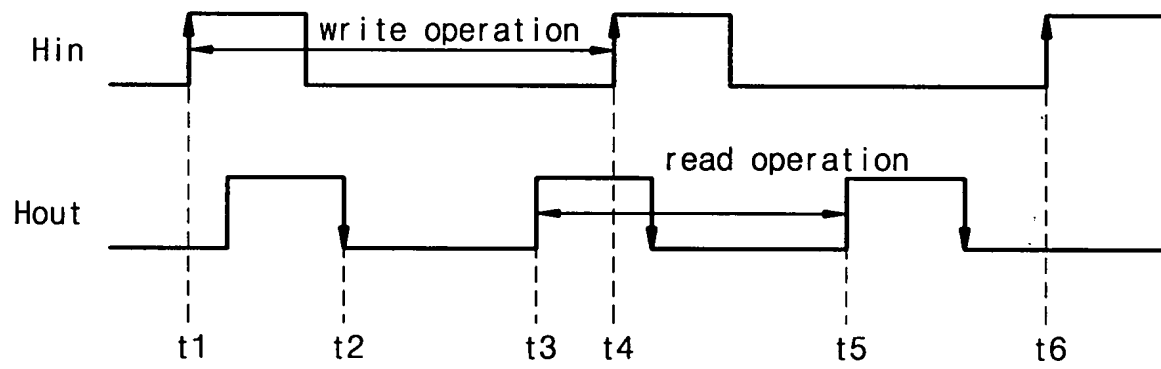 write operation
Hin
read operation
Hout
t1 t2 t3 t4 t5 t6